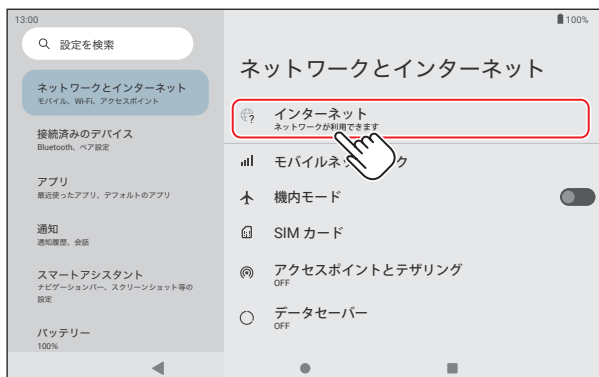 13:00
100%
設定を検索
ネットワークとインターネット
モバイル、Wi-Fi、アクセスポイント
接続済みのデバイス
Bluetooth、ペア設定
アプリ
最近使ったアプリ、デフォルトのアプリ
通知
通知履歴、会話
スマートアシスタント
ナビゲーションバー、スクリーンショット等の
設定
バッテリー
100%
ネットワークとインターネット
インターネット
ネットワークが利用できます
モバイルネッ ク
機内モード
SIM カード
アクセスポイントとテザリング
OFF
データセーバー
OFF